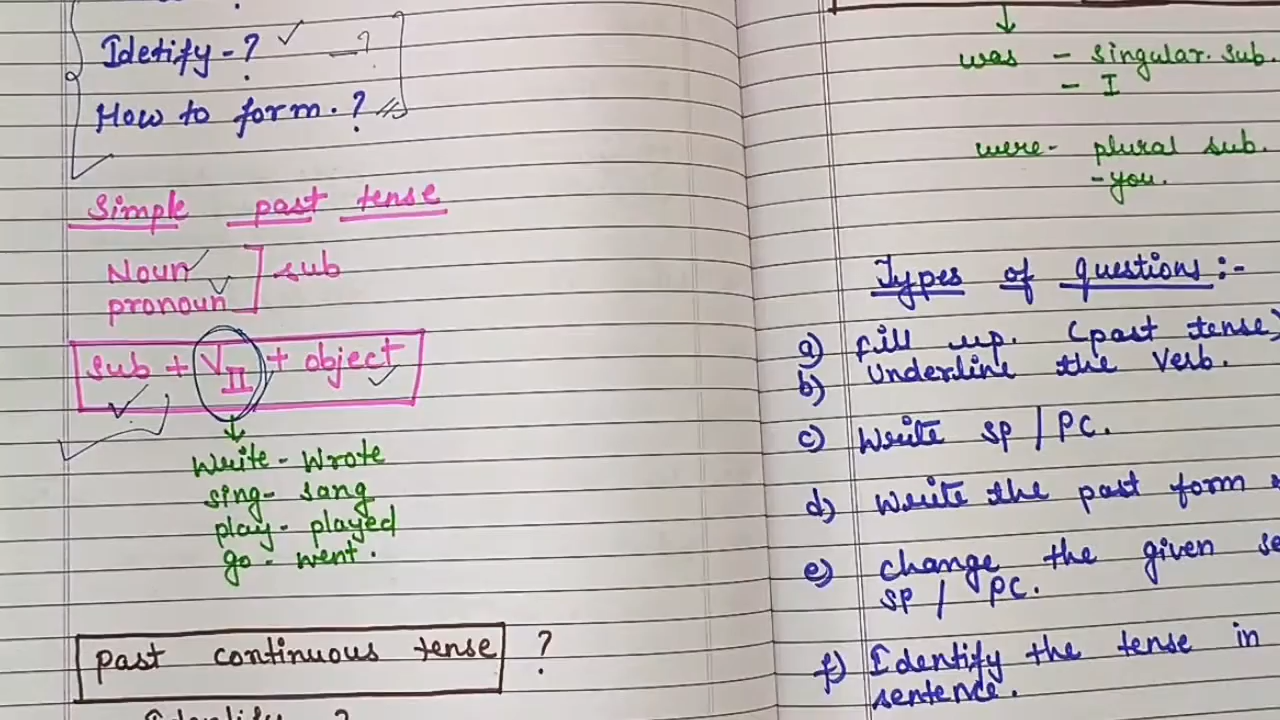 Idetify - ? - ?
How to form. ?
Simple past tense
Noun
pronoun
sub
sub + VII + object
Write - Wrote
sing - sang
play - played
go - went.
Past continuous tense ?
Identify ?
was - singular. sub.
- I
were - plural sub.
- you.
Types of questions :-
a) Fill up. (past tense)
b) Underline the Verb.
c) Write SP / PC.
d) Write the past form
e) Change the given se
SP / PC.
f) Identify the tense in
sentence.